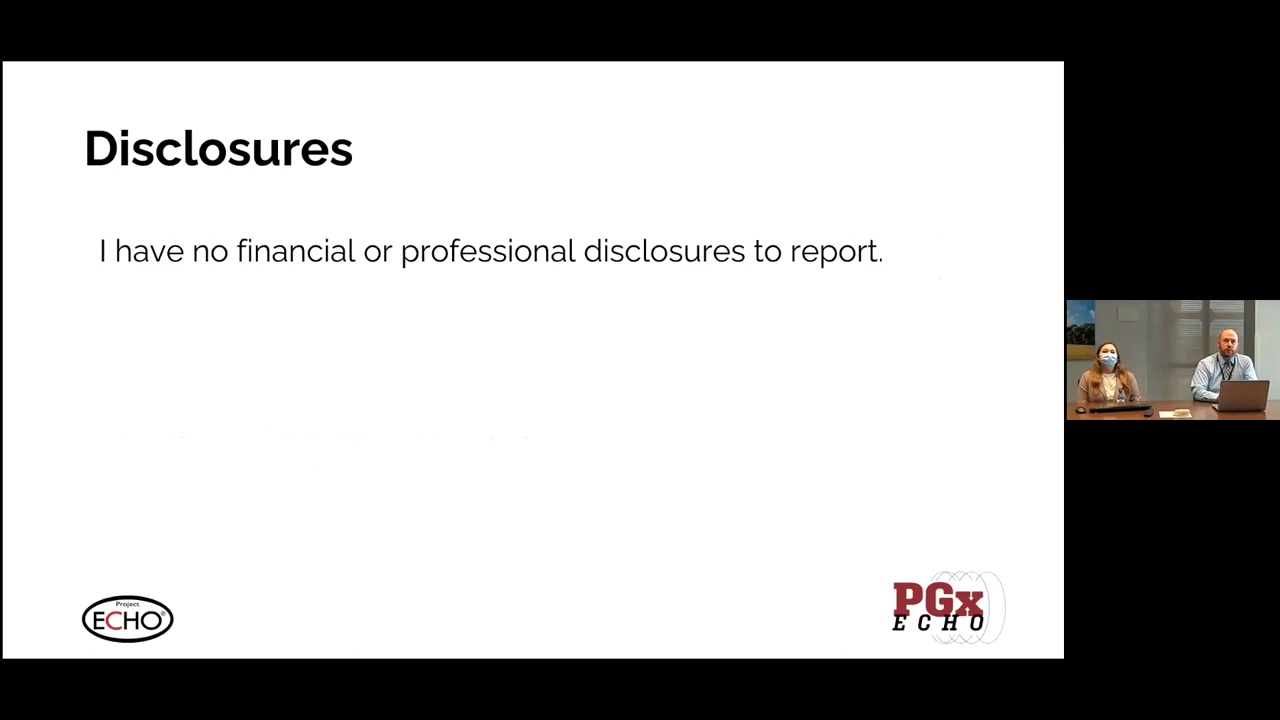 Disclosures
I have no financial or professional disclosures to report.
Project
ECHO®
PGx
ECHO